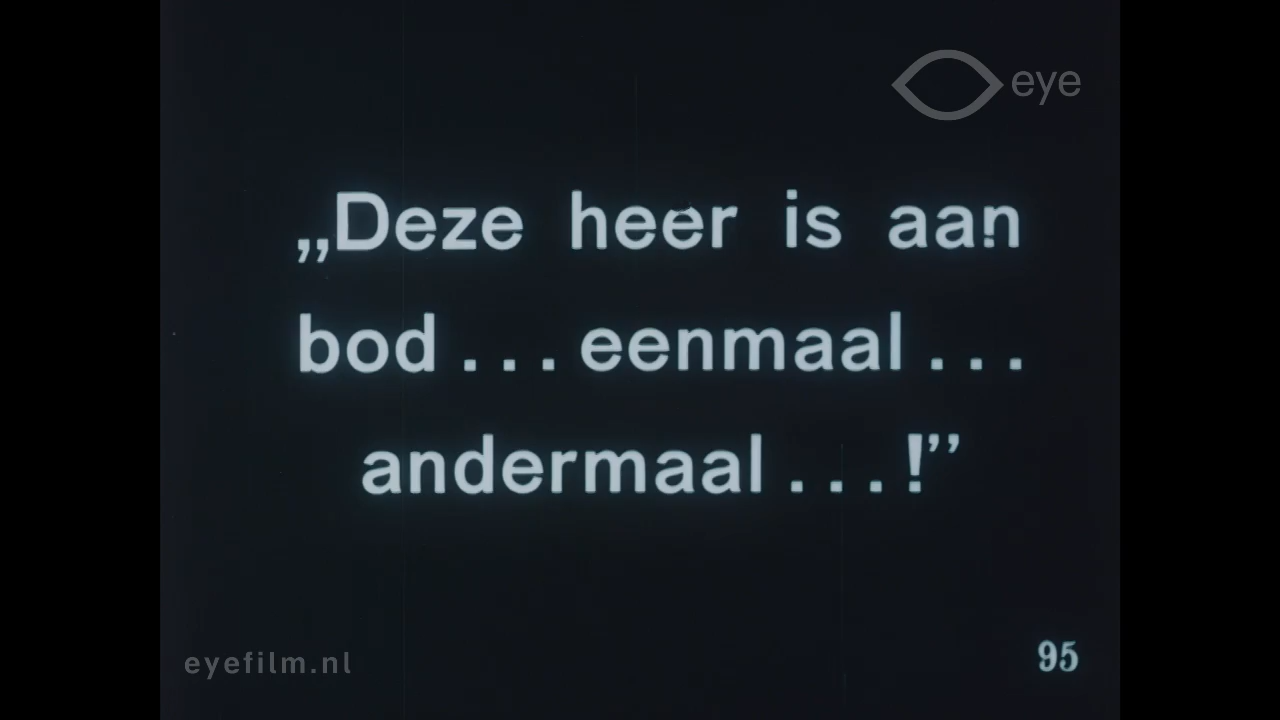 eye
„Deze heer is aan
bod . . . eenmaal . . .
andermaal . . . !”
eyefilm.nl
95